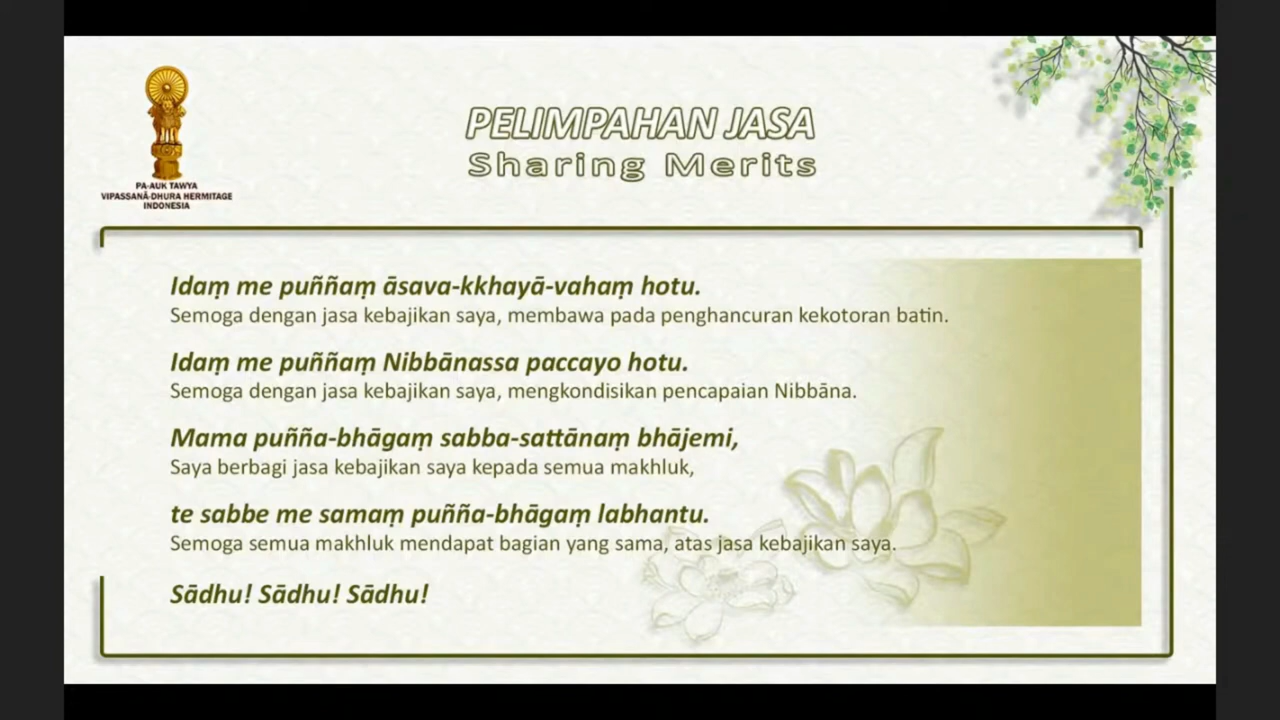 PA-AUK TAWYA
VIPASSANĀ-DHURA HERMITAGE
INDONESIA
PELIMPAHAN JASA
Sharing Merits
Idaṃ me puññaṃ āsava-kkhayā-vahaṃ hotu.
Semoga dengan jasa kebajikan saya, membawa pada penghancuran kekotoran batin.
Idaṃ me puññaṃ Nibbānassa paccayo hotu.
Semoga dengan jasa kebajikan saya, mengkondisikan pencapaian Nibbāna.
Mama puñña-bhāgaṃ sabba-sattānaṃ bhājemi,
Saya berbagi jasa kebajikan saya kepada semua makhluk,
te sabbe me samaṃ puñña-bhāgaṃ labhantu.
Semoga semua makhluk mendapat bagian yang sama, atas jasa kebajikan saya.
Sādhu! Sādhu! Sādhu!